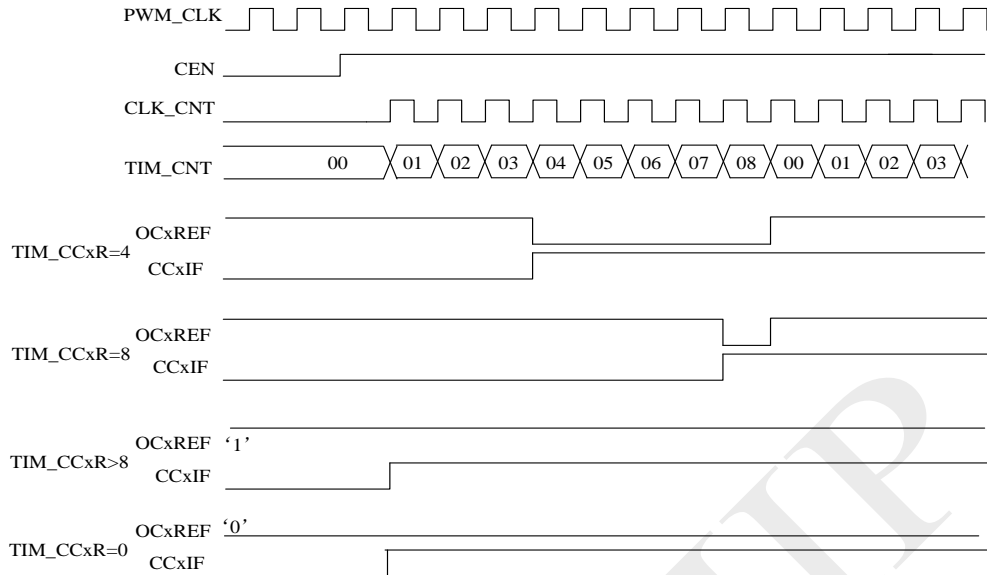 PWM_CLK
CEN
CLK_CNT
TIM_CNT 00 01 02 03 04 05 06 07 08 00 01 02 03
OCxREF
TIM_CCxR=4
CCxIF
OCxREF
TIM_CCxR=8
CCxIF
OCxREF ‘1’
TIM_CCxR>8
CCxIF
OCxREF ‘0’
TIM_CCxR=0
CCxIF